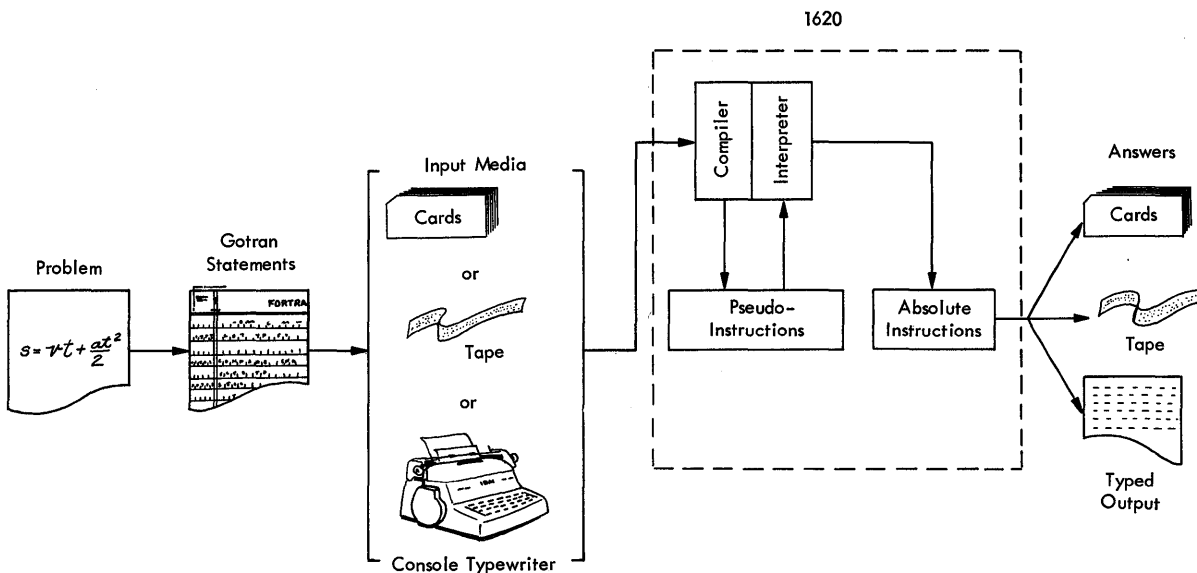 1620
Problem
s = vt + at²/2
Gotran
Statements
FORTRA
Input Media
Cards
or
Tape
or
Console Typewriter
Compiler
Interpreter
Pseudo-
Instructions
Absolute
Instructions
Answers
Cards
Tape
Typed
Output